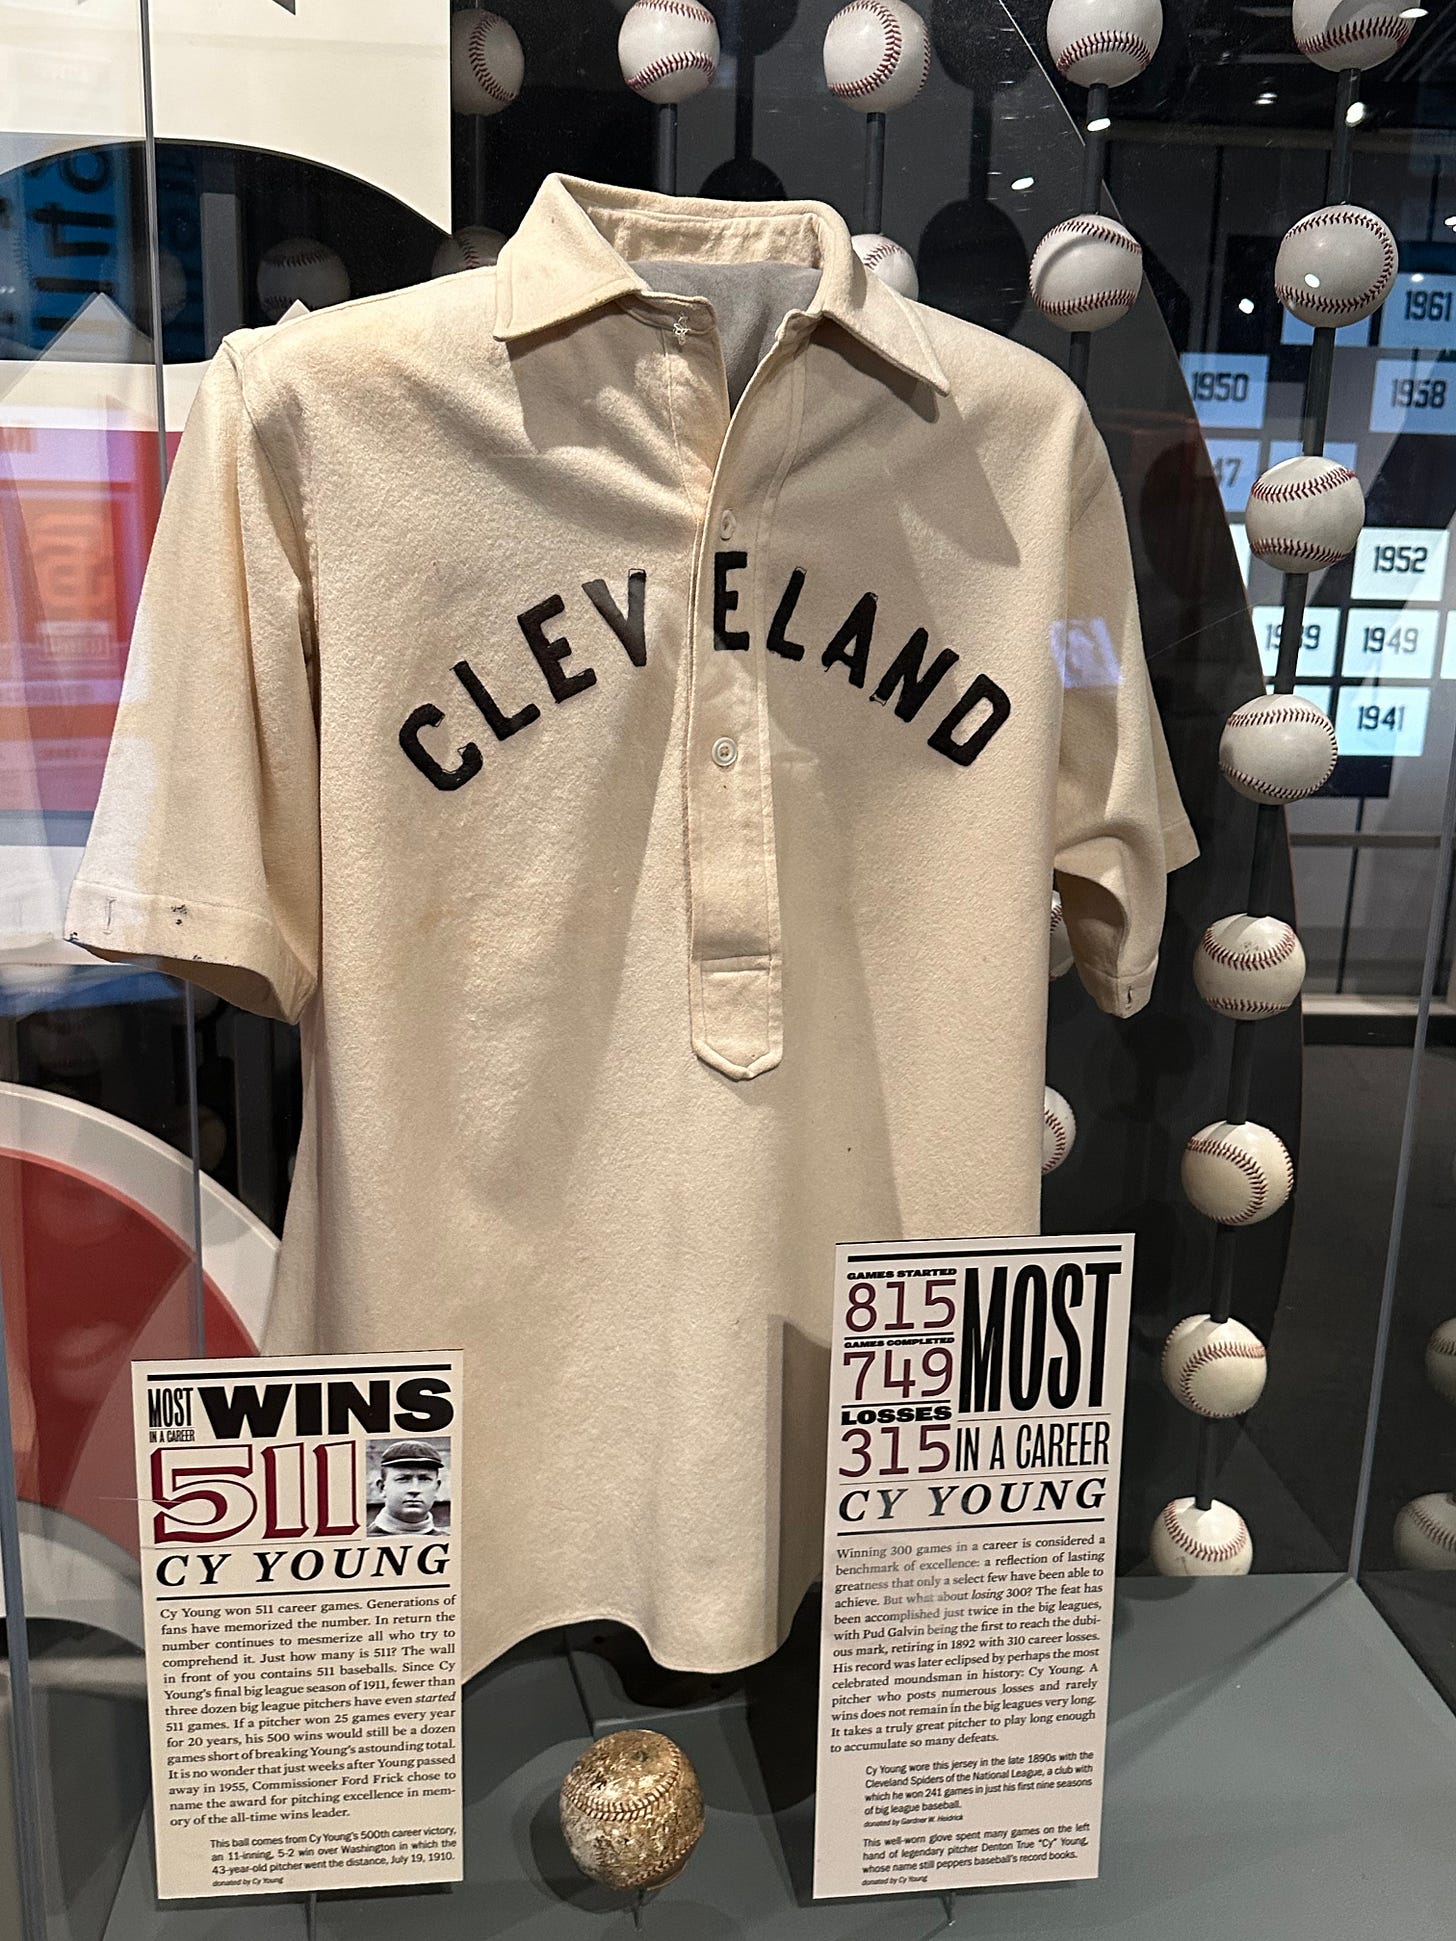 1961
1950
1958
47
1952
1949
1941
CLEVELAND
MOST
IN A CAREER
WINS
511
CY YOUNG
Cy Young won 511 career games. Generations of
fans have memorized the number. In return the
number continues to mesmerize all who try to
comprehend it. Just how many is 511? The wall
in front of you contains 511 baseballs. Since Cy
Young's final big league season of 1911, fewer than
three dozen big league pitchers have even started
511 games. If a pitcher won 25 games every year
for 20 years, his 500 wins would still be a dozen
games short of breaking Young's astounding total.
It is no wonder that just weeks after Young passed
away in 1955, Commissioner Ford Frick chose to
name the award for pitching excellence in mem-
ory of the all-time wins leader.
This ball comes from Cy Young's 500th career victory,
an 11-inning, 5-2 win over Washington in which the
43-year-old pitcher went the distance, July 19, 1910.
donated by Cy Young
GAMES STARTED
815
GAMES COMPLETED
749
LOSSES
315
MOST
IN A CAREER
CY YOUNG
Winning 300 games in a career is considered a
benchmark of excellence: a reflection of lasting
greatness that only a select few have been able to
achieve. But what about losing 300? The feat has
been accomplished just twice in the big leagues,
with Pud Galvin being the first to reach the dubi-
ous mark, retiring in 1892 with 310 career losses.
His record was later eclipsed by perhaps the most
celebrated moundsman in history: Cy Young. A
pitcher who posts numerous losses and rarely
wins does not remain in the big leagues very long.
It takes a truly great pitcher to play long enough
to accumulate so many defeats.
Cy Young wore this jersey in the late 1890s with the
Cleveland Spiders of the National League, a club with
which he won 241 games in just his first nine seasons
of big league baseball.
donated by Gardner W. Heidrick
This well-worn glove spent many games on the left
hand of legendary pitcher Denton True "Cy" Young,
whose name still peppers baseball's record books.
donated by Cy Young